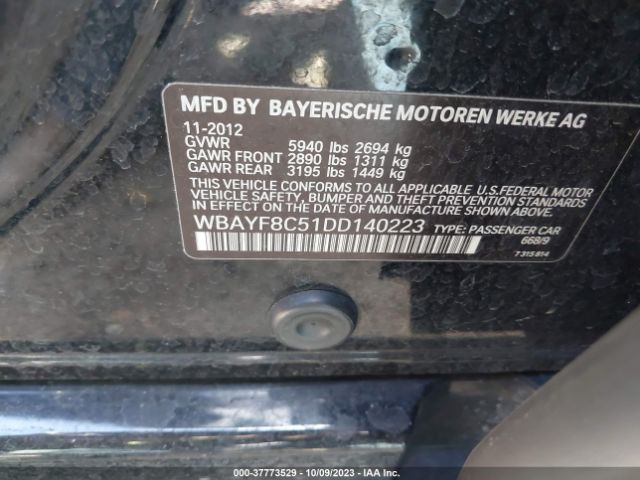 MFD BY BAYERISCHE MOTOREN WERKE AG
11-2012
GVWR 5940 lbs 2694 kg
GAWR FRONT 2890 lbs 1311 kg
GAWR REAR 3195 lbs 1449 kg
THIS VEHICLE CONFORMS TO ALL APPLICABLE U.S.FEDERAL MOTOR
VEHICLE SAFETY, BUMPER AND THEFT PREVENTION STANDARDS
IN EFFECT ON THE DATE OF MANUFACTURE SHOWN ABOVE.
WBAYF8C51DD140223 TYPE: PASSENGER CAR
668/9
7 315 814
000-37773529 - 10/09/2023 - IAA Inc.